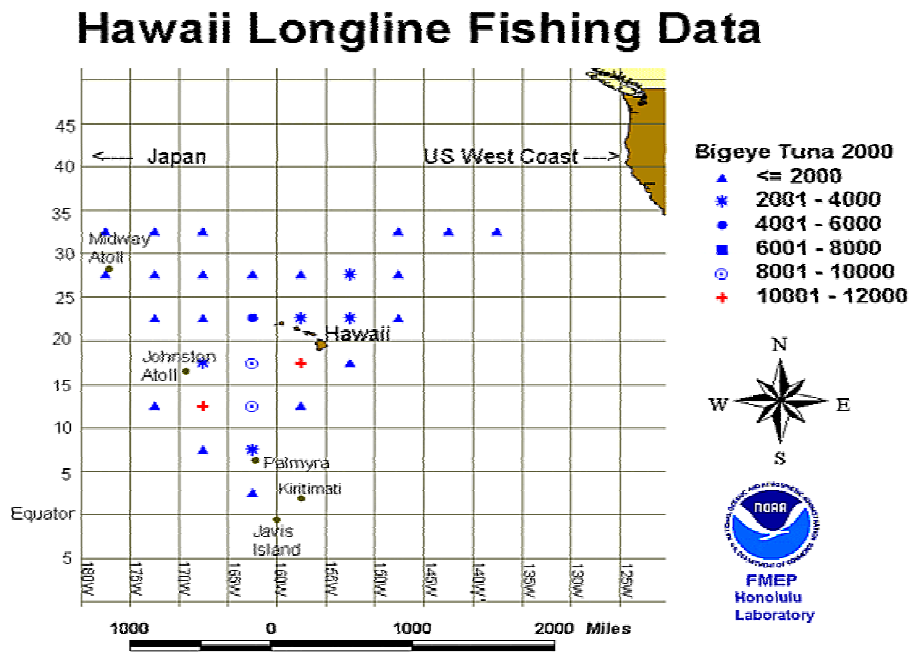 Hawaii Longline Fishing Data
45
<---- Japan
US West Coast --->
40
35
Midway
Atoll
30
25
20
Hawaii
Johnston
Atoll
15
10
5
Palmyra
Kiritimati
Equator
Javis
Island
5
180W
175W
170W
165W
160W
155W
150W
145W
140W
135W
130W
125W
1000 0 1000 2000 Miles
Bigeye Tuna 2000
<= 2000
2001 - 4000
4001 - 6000
6001 - 8000
8001 - 10000
10001 - 12000
N
W E
S
NOAA
FMEP
Honolulu
Laboratory